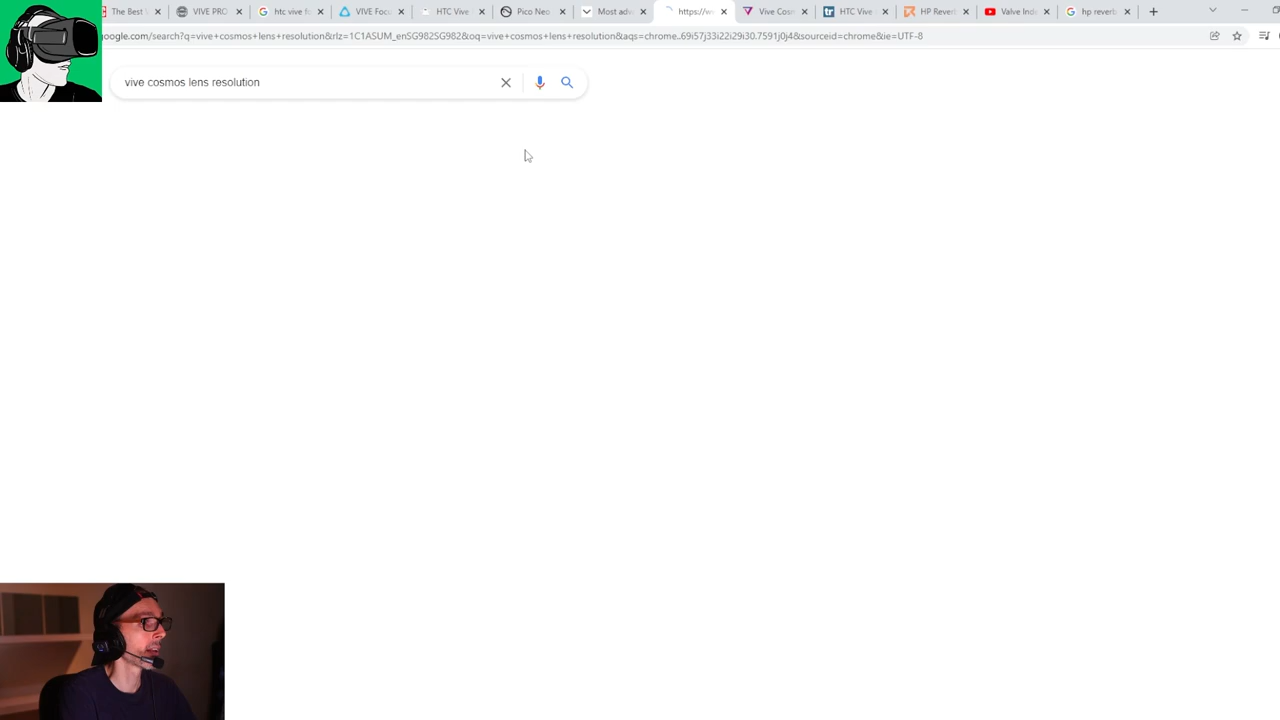 The Best V
VIVE PRO
htc vive fo
VIVE Focu
HTC Vive
Pico Neo
Most adv
https://w
Vive Cosm
HTC Vive
HP Reverb
Valve Ind
hp reverb
google.com/search?q=vive+cosmos+lens+resolution&rlz=1C1ASUM_enSG982SG982&oq=vive+cosmos+lens+resolution&aqs=chrome..69i57j33i22i29i30.7591j0j4&sourceid=chrome&ie=UTF-8
vive cosmos lens resolution